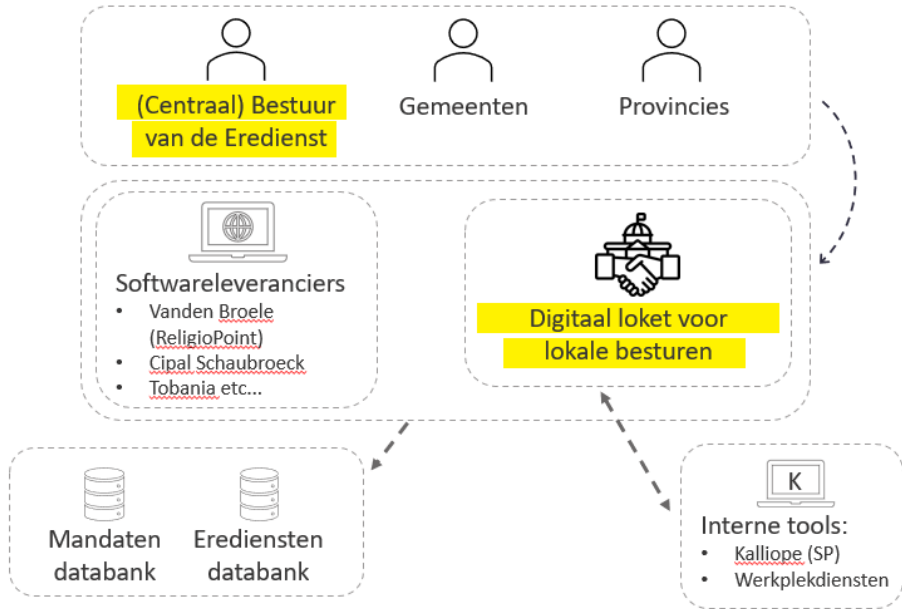 (Centraal) Bestuur
van de Eredienst
Gemeenten
Provincies
Softwareleveranciers
• Vanden Broele
(ReligioPoint)
• Cipal Schaubroeck
• Tobania etc...
Digitaal loket voor
lokale besturen
Mandaten
databank
Erediensten
databank
K
Interne tools:
• Kalliope (SP)
• Werkplekdiensten